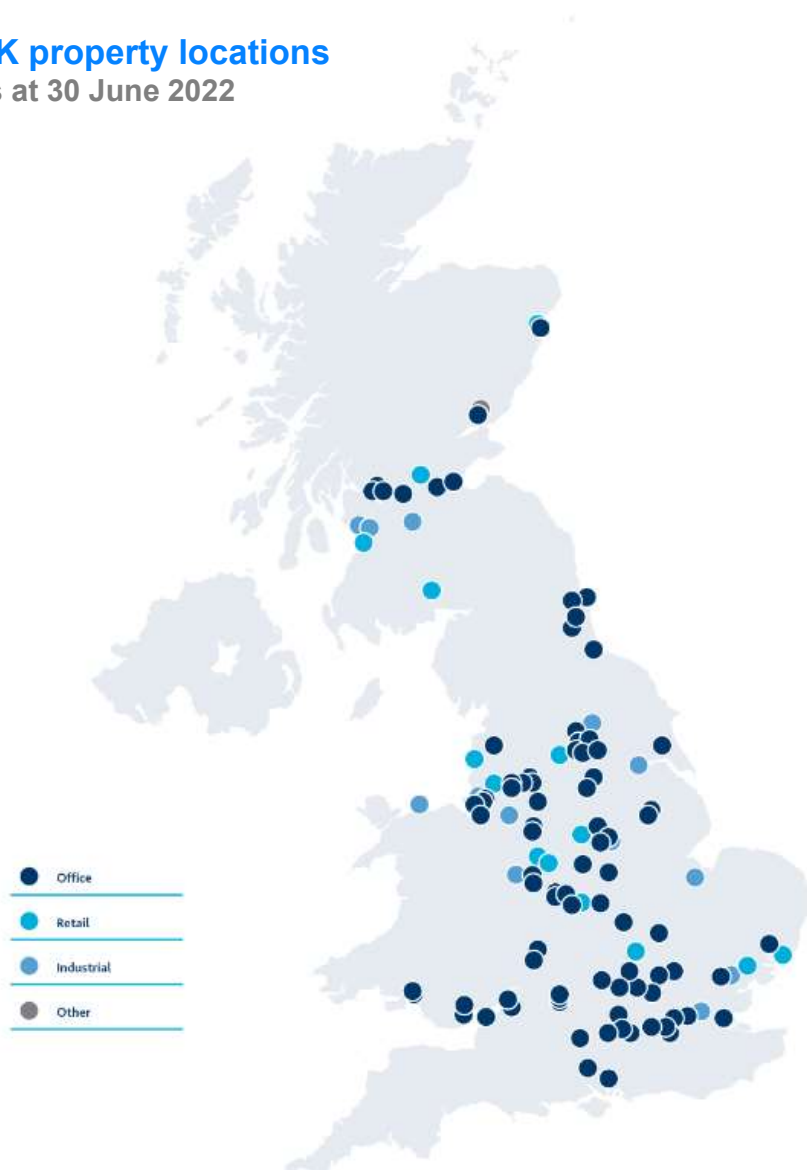 K property locations
s at 30 June 2022
Office
Retail
Industrial
Other